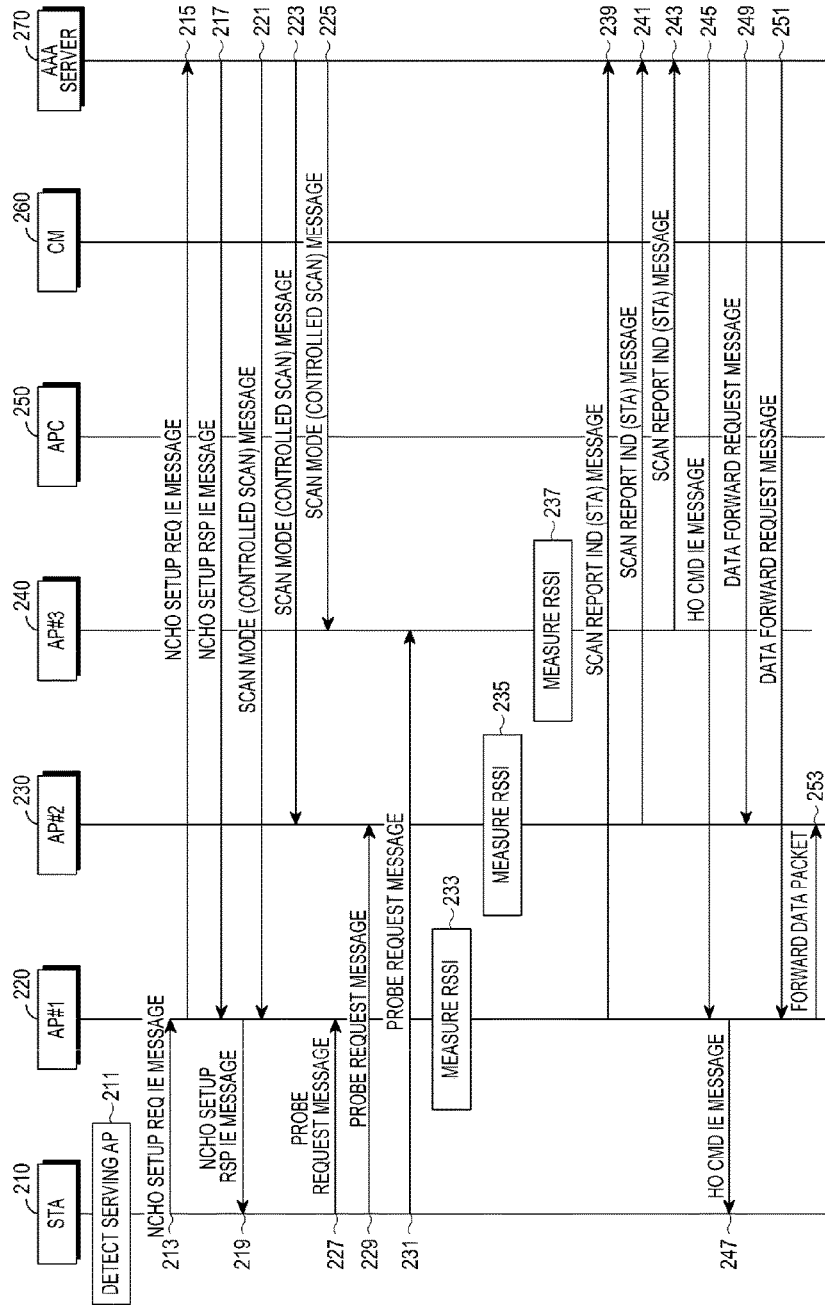 210
STA
220
AP#1
230
AP#2
240
AP#3
250
APC
260
CM
270
AAA
SERVER
DETECT SERVING AP
211
213
NCHO SETUP REQ IE MESSAGE
NCHO SETUP REQ IE MESSAGE
215
NCHO SETUP RSP IE MESSAGE
217
219
NCHO SETUP
RSP IE MESSAGE
SCAN MODE (CONTROLLED SCAN) MESSAGE
221
SCAN MODE (CONTROLLED SCAN) MESSAGE
223
SCAN MODE (CONTROLLED SCAN) MESSAGE
225
227
PROBE
REQUEST MESSAGE
229
PROBE REQUEST MESSAGE
231
PROBE REQUEST MESSAGE
MEASURE RSSI
233
MEASURE RSSI
235
MEASURE RSSI
237
SCAN REPORT IND (STA) MESSAGE
239
SCAN REPORT IND (STA) MESSAGE
241
SCAN REPORT IND (STA) MESSAGE
243
HO CMD IE MESSAGE
245
247
HO CMD IE MESSAGE
DATA FORWARD REQUEST MESSAGE
249
DATA FORWARD REQUEST MESSAGE
251
FORWARD DATA PACKET
253